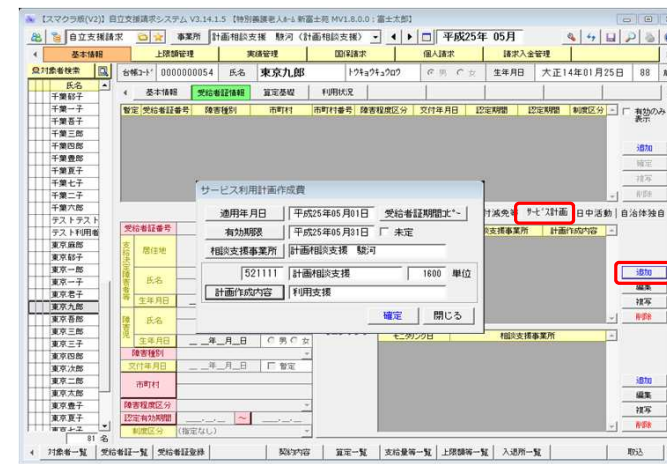 【スマクラ版(V2)】自立支援請求システム V3.14.1.5 【特別養護老人ホーム 新富士苑 MV1.8.0.0：富士太郎】
自立支援請求 事業所 計画相談支援 駿河（計画相談支援） 平成25年 05月
基本情報 上限額管理 実績管理 国保請求 個人請求 請求入金管理
対象者検索 台帳コード 0000000054 氏名 東京九郎 トウキョウキュウロウ 男 女 生年月日 大正14年01月25日 88
氏名
基本情報 受給者証情報 算定基礎 利用状況
暫定 受給者証番号 障害種別 市町村 市町村番号 障害程度区分 交付年月日 認定期間 認定期間 制度区分
有効のみ表示
千葉郁子
千葉一子
千葉吾子
千葉三郎
千葉四郎
千葉豊郎
千葉夏子
千葉七子
千葉二子
千葉六郎
テストテスト
テスト利用者
東京麻郎
東京郁子
東京一郎
東京一子
東京君子
東京九郎
東京吾郎
東京三郎
東京三子
東京四郎
東京次郎
東京二郎
東京太郎
東京豊子
東京夏子
81 名
追加
確定
複写
削除
サービス利用計画作成費
適用年月日 平成25年05月01日 受給者証期間コピー
有効期限 平成25年05月31日 未定
相談支援事業所 計画相談支援 駿河
521111 計画相談支援 1600 単位
計画作成内容 利用支援
確定 閉じる
サービス計画 日中活動 自治体独自
支援事業所 計画作成内容
追加
編集
複写
削除
受給者証番号
居住地
氏名
生年月日
氏名
生年月日 __年__月__日 男 女
障害種別
交付年月日 __年__月__日 暫定
市町村
障害程度区分
認定有効期間 ～
制度区分 (指定なし)
モニタリング日 相談支援事業所
追加
編集
複写
削除
対象者一覧 受給者証一覧 受給者証登録 契約内容 算定一覧 支給量等一覧 上限額等一覧 入退所一覧 取込